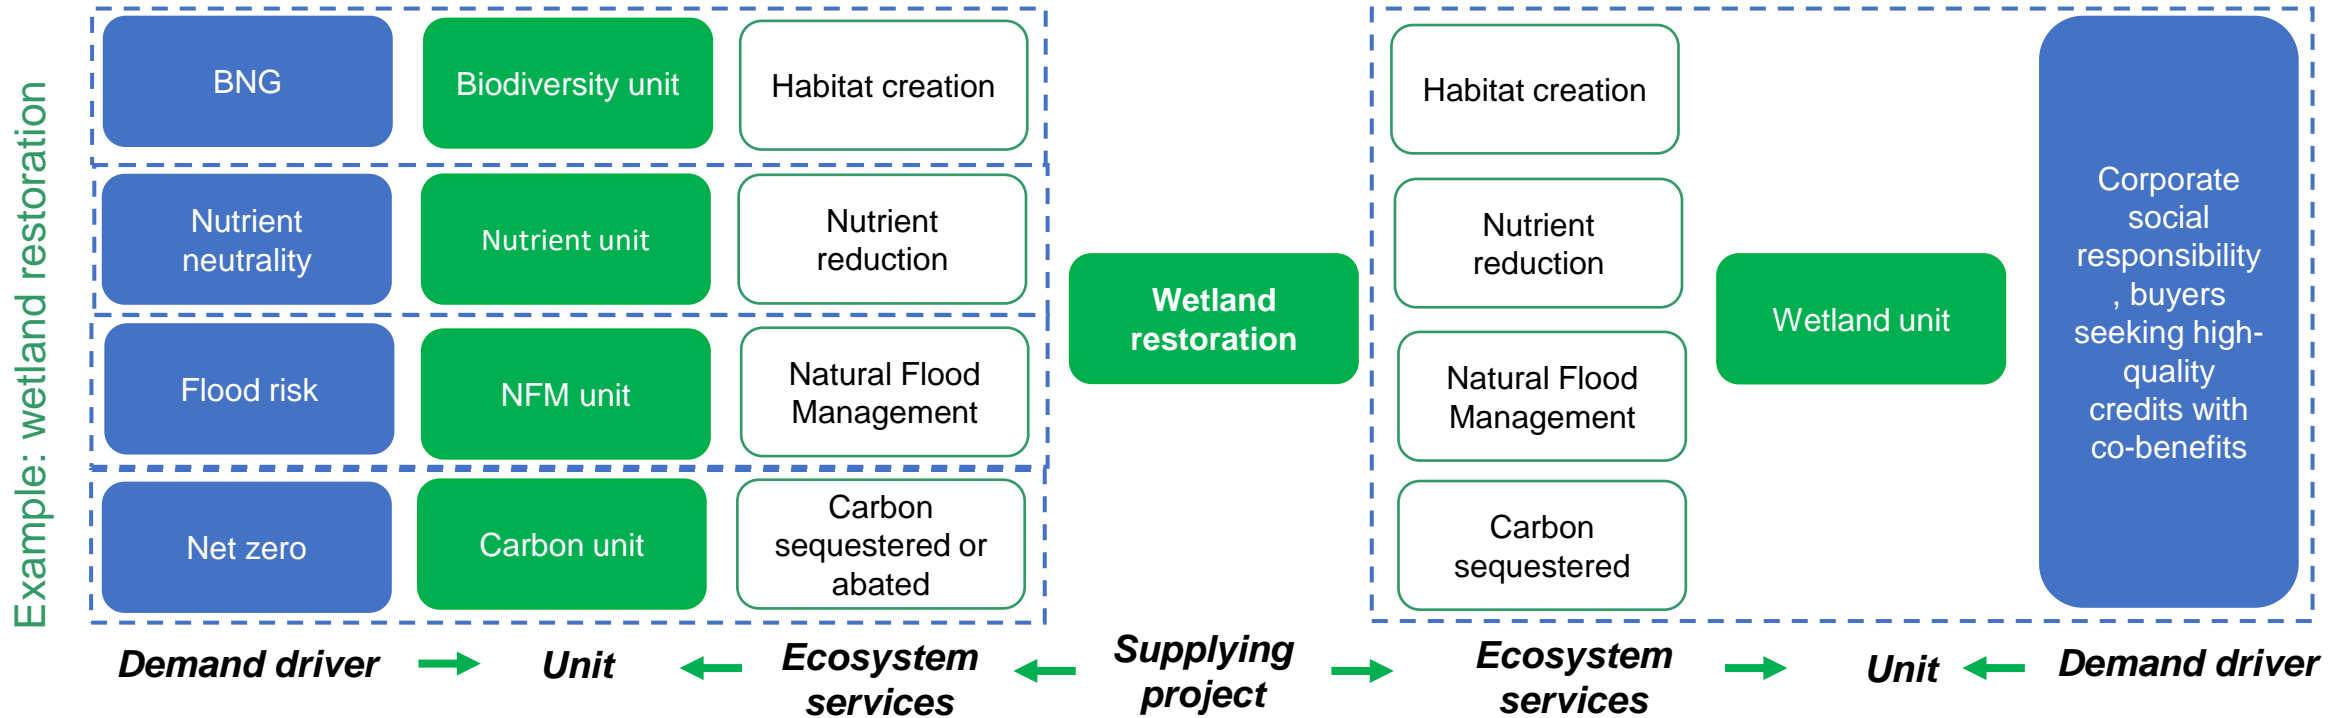 Example: wetland restoration
BNG
Biodiversity unit
Habitat creation
Nutrient
neutrality
Nutrient unit
Nutrient
reduction
Flood risk
NFM unit
Natural Flood
Management
Net zero
Carbon unit
Carbon
sequestered or
abated
Wetland
restoration
Habitat creation
Nutrient
reduction
Natural Flood
Management
Carbon
sequestered
Wetland unit
Corporate
social
responsibility
, buyers
seeking high-
quality
credits with
co-benefits
Demand driver
Unit
Ecosystem
services
Supplying
project
Ecosystem
services
Unit
Demand driver